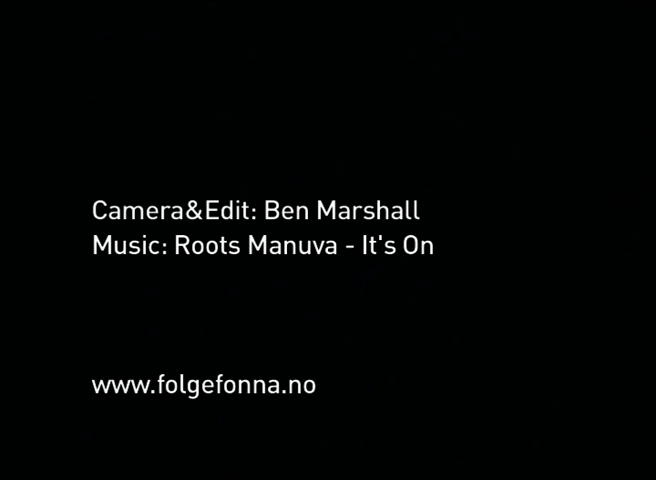 Camera&Edit: Ben Marshall
Music: Roots Manuva - It's On
www.folgefonna.no